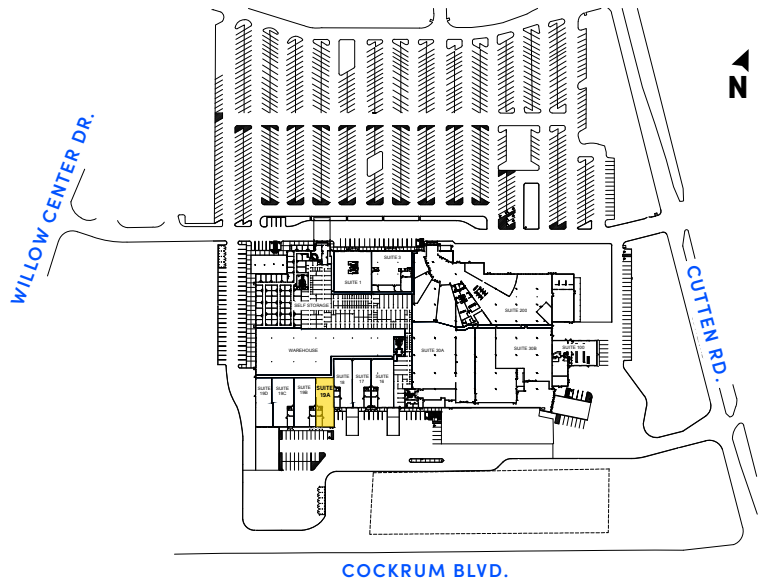 N
WILLOW CENTER DR.
CUTTEN RD.
SUITE 3
SUITE 1
SELF STORAGE
SUITE 200
WAREHOUSE
SUITE 30A
SUITE 30B
SUITE 100
SUITE
19D
SUITE
19C
SUITE
19B
SUITE
19A
SUITE
18
SUITE
17
SUITE
16
COCKRUM BLVD.